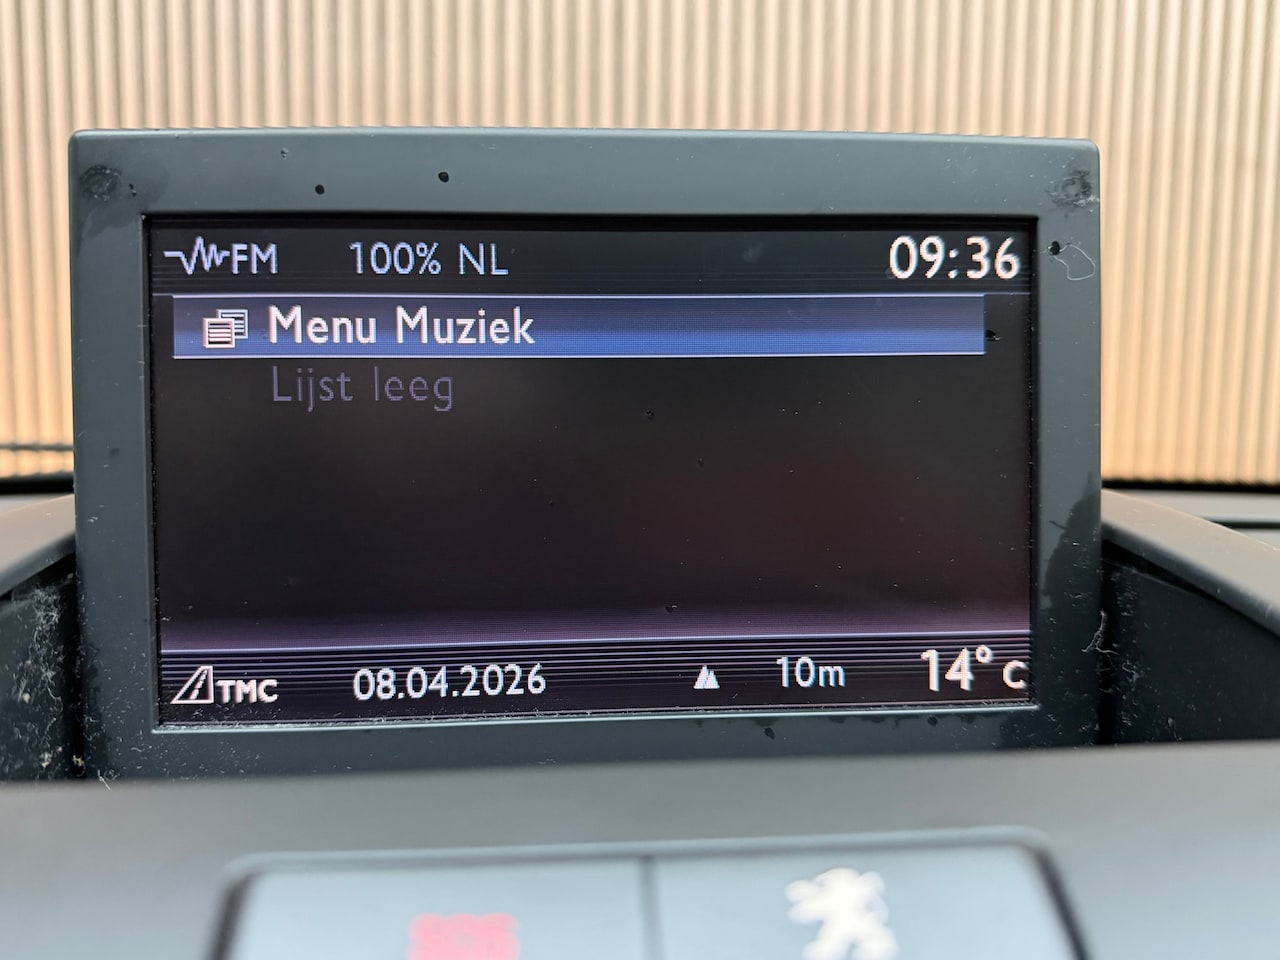 FM 100% NL 09:36
Menu Muziek
Lijst leeg
TMC 08.04.2026 10m 14° c